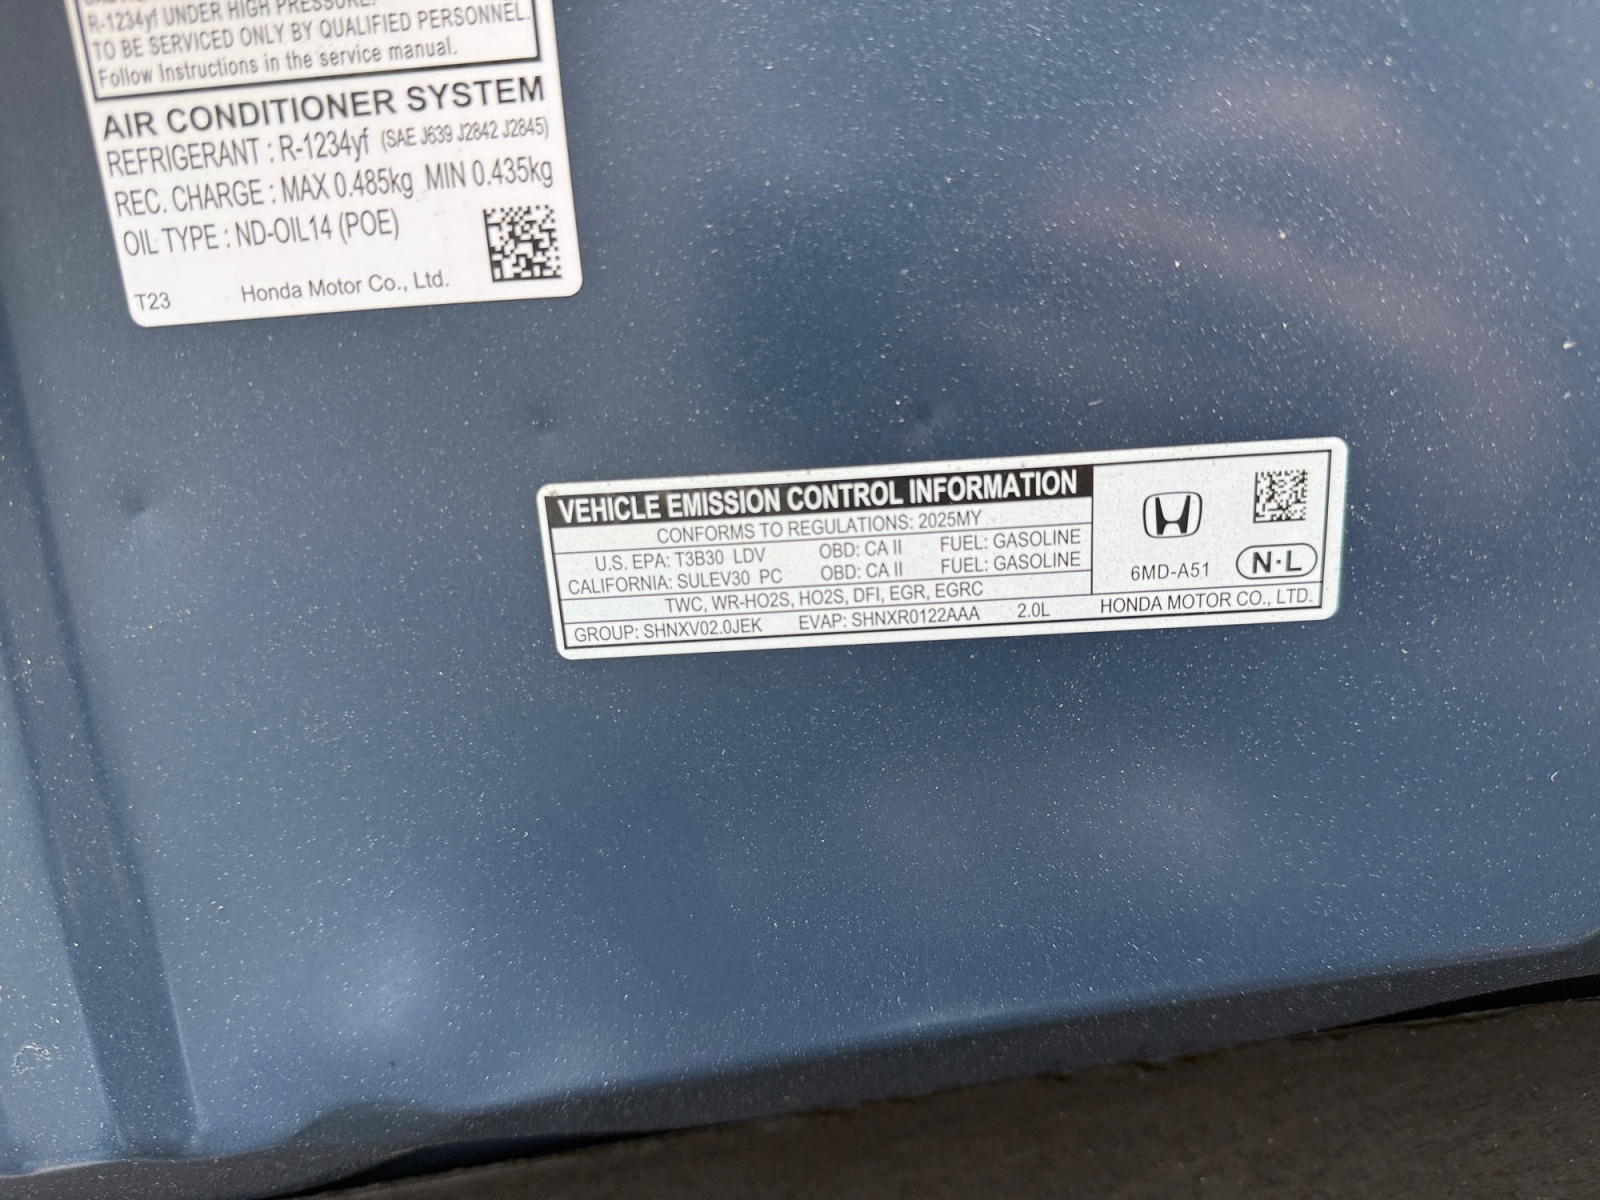 R-1234yf UNDER HIGH PRESSURE.
TO BE SERVICED ONLY BY QUALIFIED PERSONNEL.
Follow Instructions in the service manual.
AIR CONDITIONER SYSTEM
REFRIGERANT : R-1234yf (SAE J639 J2842 J2845)
REC. CHARGE : MAX 0.485kg MIN 0.435kg
OIL TYPE : ND-OIL14 (POE)
T23 Honda Motor Co., Ltd.
VEHICLE EMISSION CONTROL INFORMATION
CONFORMS TO REGULATIONS: 2025MY
U.S. EPA: T3B30 LDV OBD: CA II FUEL: GASOLINE
CALIFORNIA: SULEV30 PC OBD: CA II FUEL: GASOLINE
TWC, WR-HO2S, HO2S, DFI, EGR, EGRC
GROUP: SHNXV02.0JEK EVAP: SHNXR0122AAA 2.0L
6MD-A51 N·L
HONDA MOTOR CO., LTD.